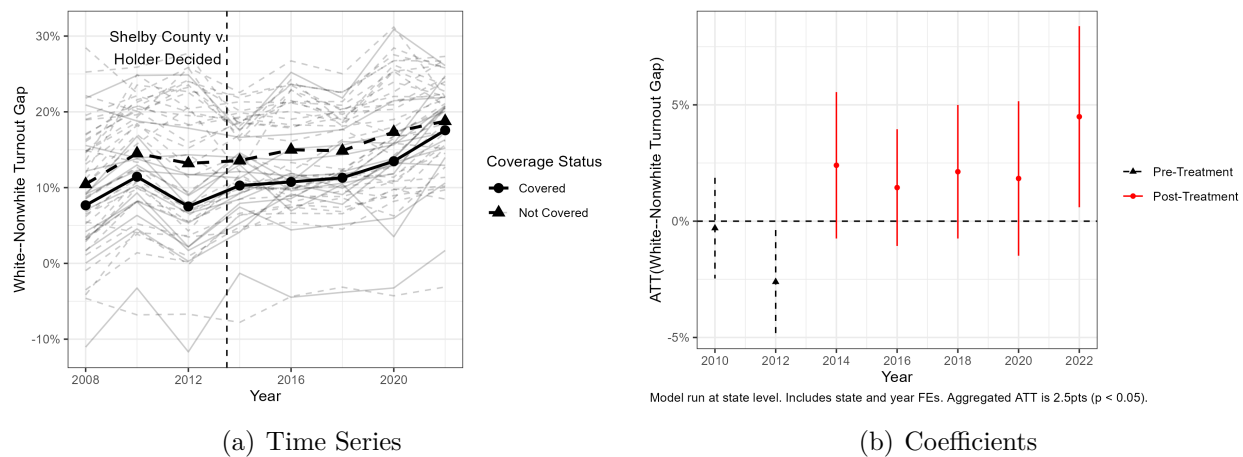 30%
20%
10%
0%
-10%
White--Nonwhite Turnout Gap
Shelby County v.
Holder Decided
2008
2012
2016
2020
Year
Coverage Status
Covered
Not Covered
(a) Time Series
5%
0%
-5%
ATT(White--Nonwhite Turnout Gap)
2010
2012
2014
2016
2018
2020
2022
Year
Pre-Treatment
Post-Treatment
Model run at state level. Includes state and year FEs. Aggregated ATT is 2.5pts (p < 0.05).
(b) Coefficients